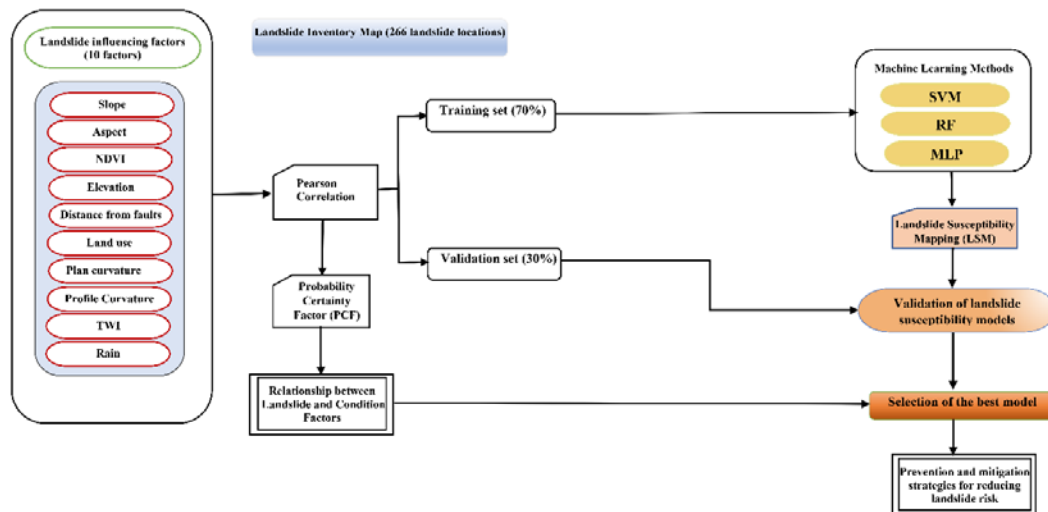 Landslide influencing factors
(10 factors)
Slope
Aspect
NDVI
Elevation
Distance from faults
Land use
Plan curvature
Profile Curvature
TWI
Rain
Landslide Inventory Map (266 landslide locations)
Pearson
Correlation
Probability
Certainty
Factor (PCF)
Relationship between
Landslide and Condition
Factors
Training set (70%)
Validation set (30%)
Machine Learning Methods
SVM
RF
MLP
Landslide Susceptibility
Mapping (LSM)
Validation of landslide
susceptibility models
Selection of the best model
Prevention and mitigation
strategies for reducing
landslide risk